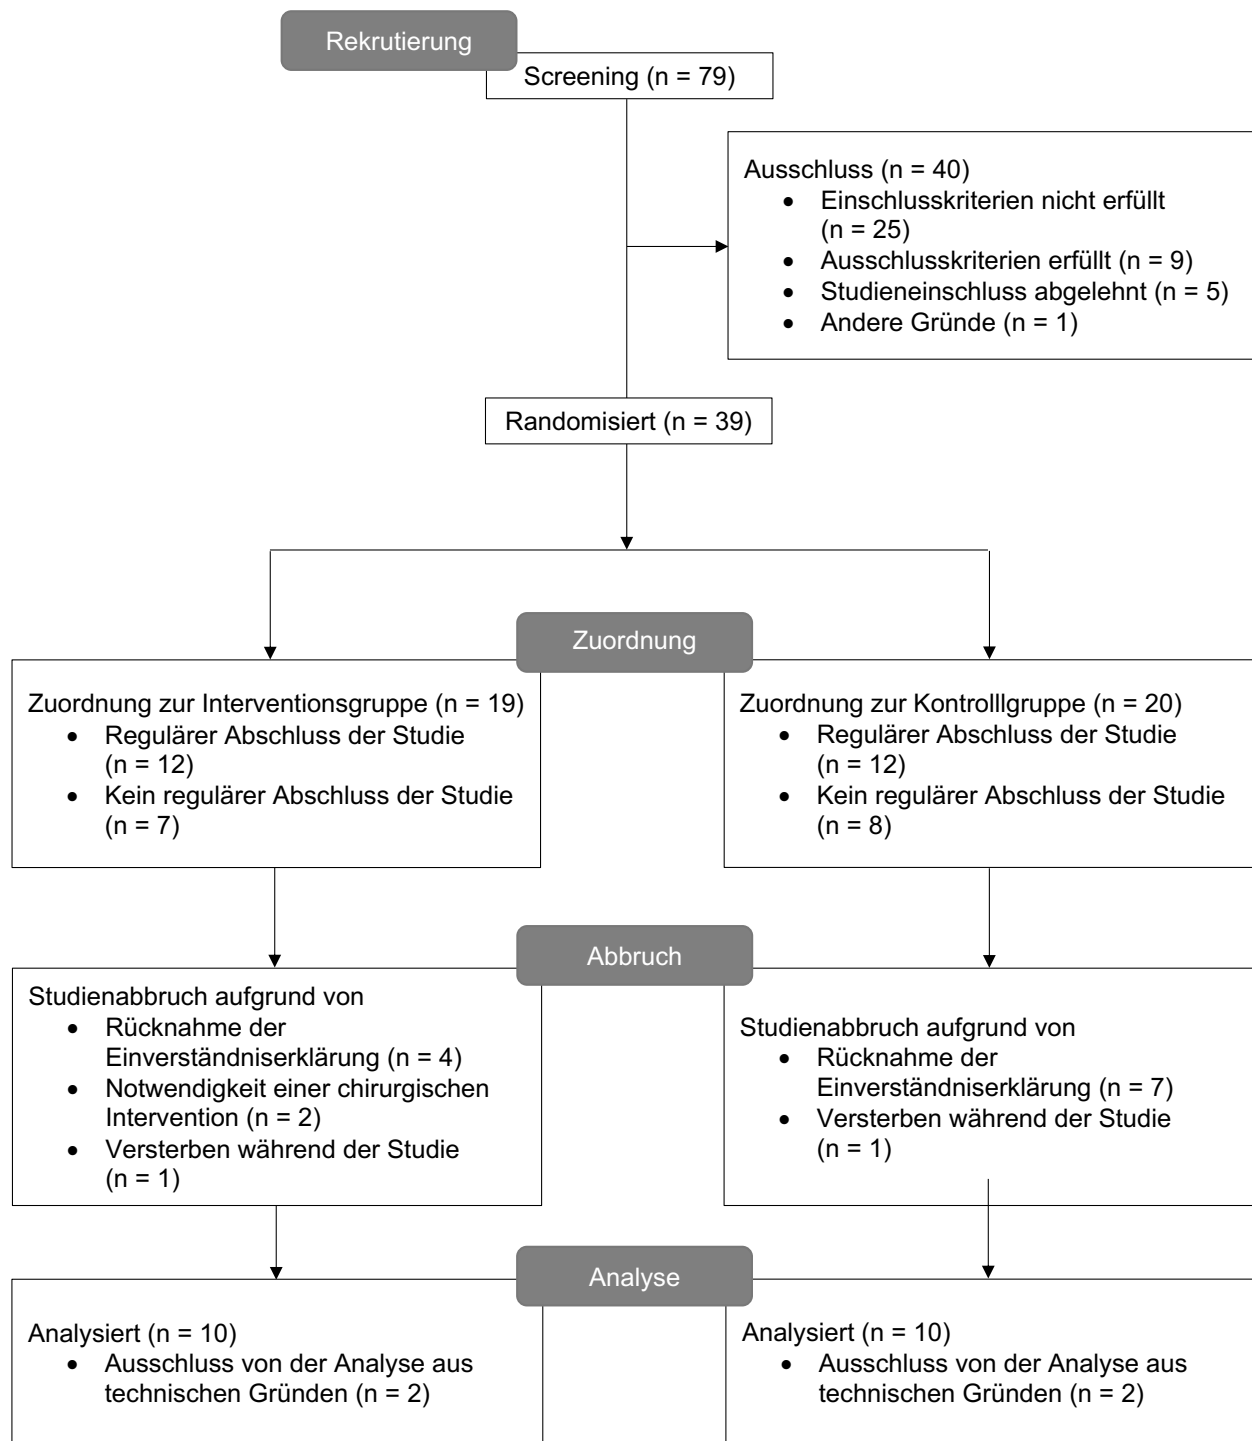 Rekrutierung
Screening (n = 79)
Ausschluss (n = 40)
• Einschlusskriterien nicht erfüllt
(n = 25)
• Ausschlusskriterien erfüllt (n = 9)
• Studieneinschluss abgelehnt (n = 5)
• Andere Gründe (n = 1)
Randomisiert (n = 39)
Zuordnung
Zuordnung zur Interventionsgruppe (n = 19)
• Regulärer Abschluss der Studie
(n = 12)
• Kein regulärer Abschluss der Studie
(n = 7)
Zuordnung zur Kontrolllgruppe (n = 20)
• Regulärer Abschluss der Studie
(n = 12)
• Kein regulärer Abschluss der Studie
(n = 8)
Abbruch
Studienabbruch aufgrund von
• Rücknahme der
Einverständniserklärung (n = 4)
• Notwendigkeit einer chirurgischen
Intervention (n = 2)
• Versterben während der Studie
(n = 1)
Studienabbruch aufgrund von
• Rücknahme der
Einverständniserklärung (n = 7)
• Versterben während der Studie
(n = 1)
Analyse
Analysiert (n = 10)
• Ausschluss von der Analyse aus
technischen Gründen (n = 2)
Analysiert (n = 10)
• Ausschluss von der Analyse aus
technischen Gründen (n = 2)